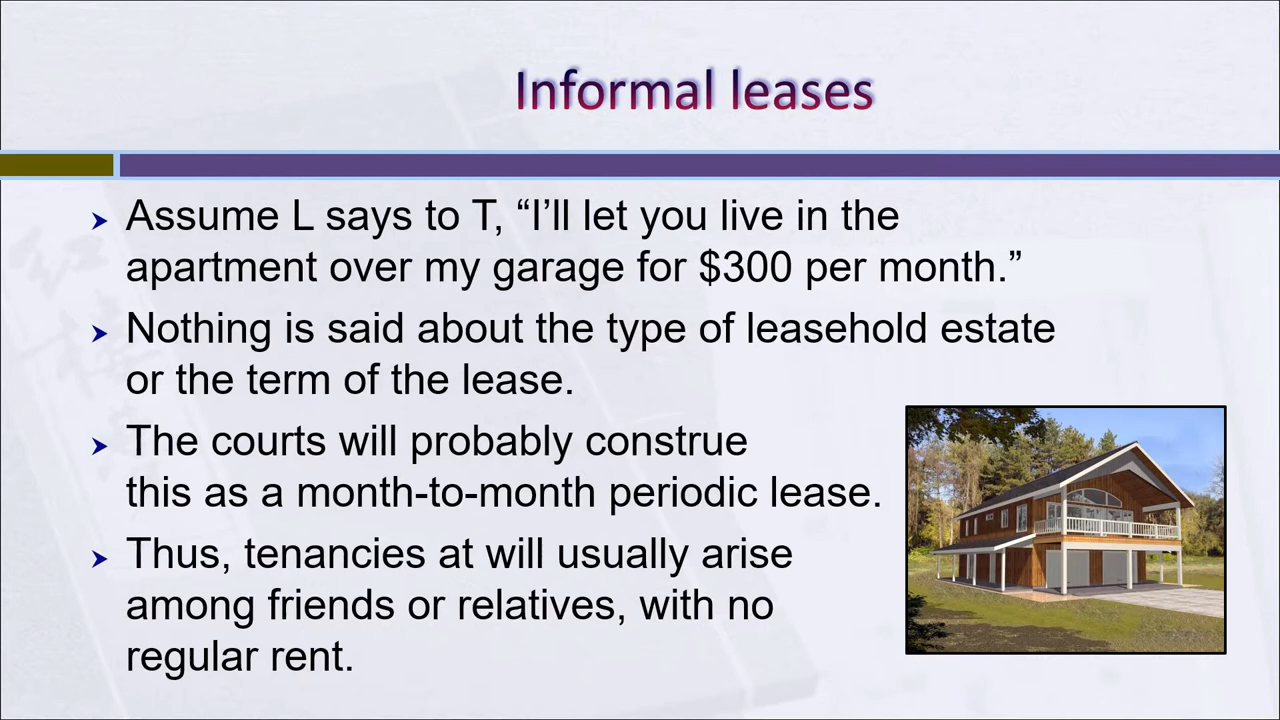 Informal leases
Assume L says to T, “I’ll let you live in the
apartment over my garage for $300 per month.”
Nothing is said about the type of leasehold estate
or the term of the lease.
The courts will probably construe
this as a month-to-month periodic lease.
Thus, tenancies at will usually arise
among friends or relatives, with no
regular rent.